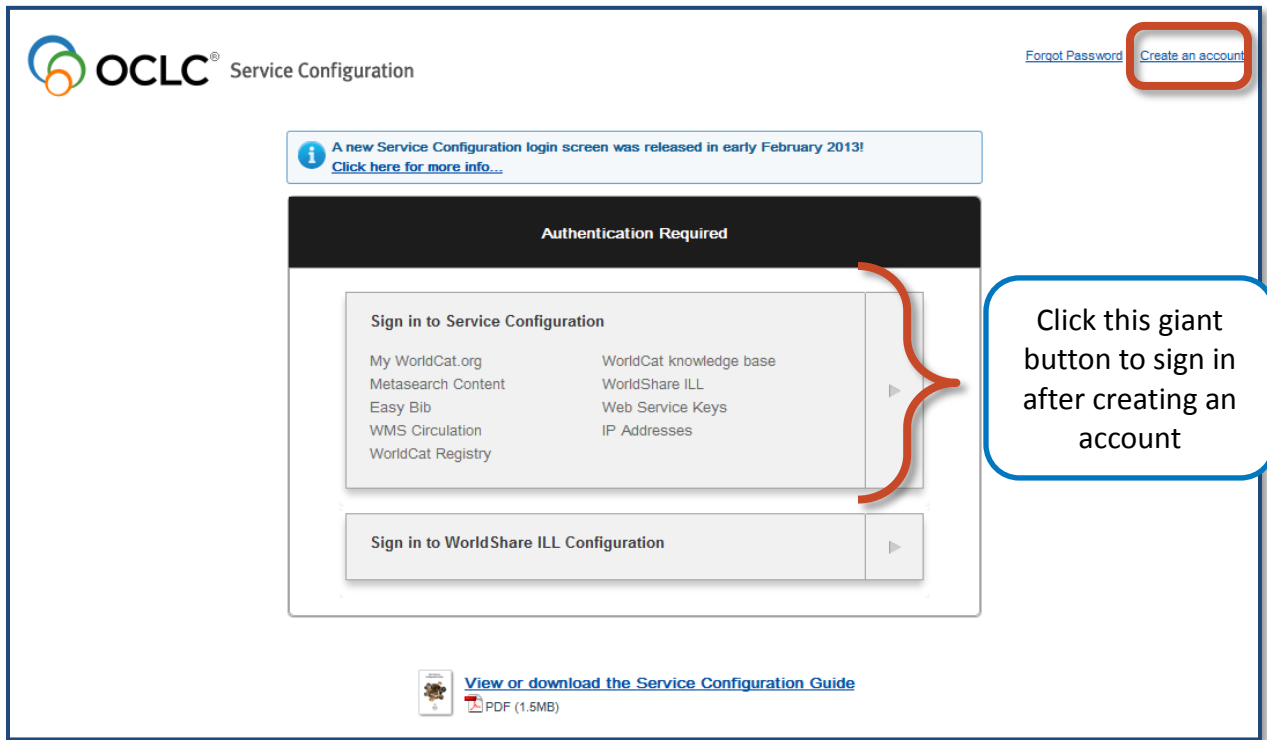 OCLC® Service Configuration
Forgot Password
Create an account
A new Service Configuration login screen was released in early February 2013!
Click here for more info...
Authentication Required
Sign in to Service Configuration
My WorldCat.org
Metasearch Content
Easy Bib
WMS Circulation
WorldCat Registry
WorldCat knowledge base
WorldShare ILL
Web Service Keys
IP Addresses
Click this giant
button to sign in
after creating an
account
Sign in to WorldShare ILL Configuration
View or download the Service Configuration Guide
PDF (1.5MB)